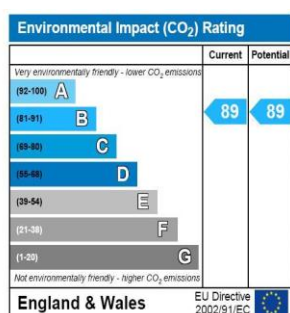 Environmental Impact (CO₂) Rating
Current Potential
Very environmentally friendly - lower CO₂ emissions
(92-100) A
(81-91) B 89 89
(69-80) C
(55-68) D
(39-54) E
(21-38) F
(1-20) G
Not environmentally friendly - higher CO₂ emissions
England & Wales EU Directive
2002/91/EC